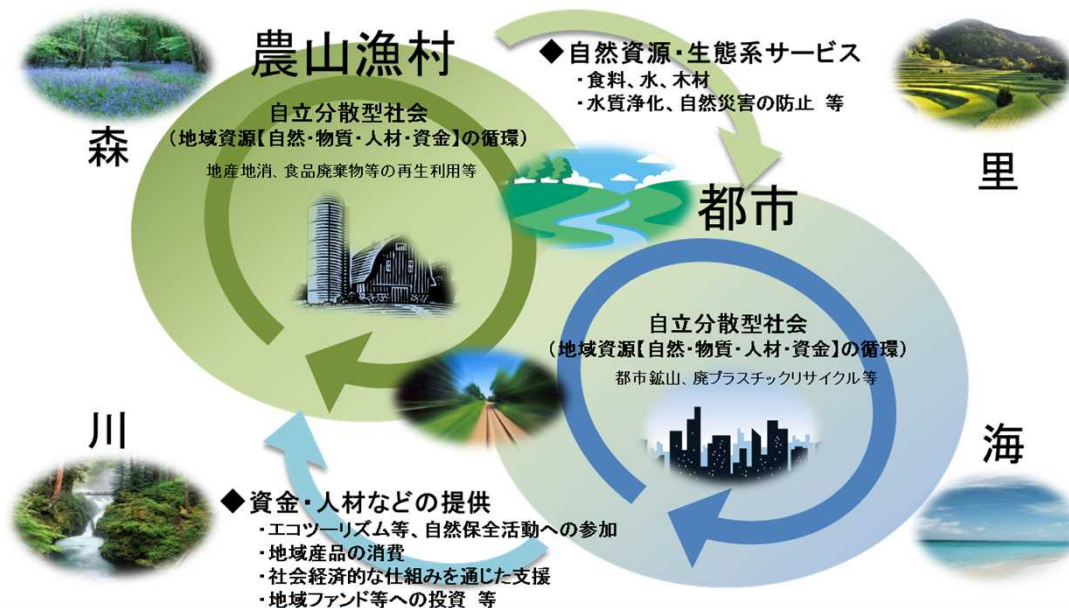 農山漁村
◆自然資源・生態系サービス
・食料、水、木材
・水質浄化、自然災害の防止 等
森
自立分散型社会
(地域資源【自然・物質・人材・資金】の循環)
地産地消、食品廃棄物等の再生利用等
里
都市
自立分散型社会
(地域資源【自然・物質・人材・資金】の循環)
都市鉱山、廃プラスチックリサイクル等
川
海
◆資金・人材などの提供
・エコツーリズム等、自然保全活動への参加
・地域産品の消費
・社会経済的な仕組みを通じた支援
・地域ファンド等への投資 等